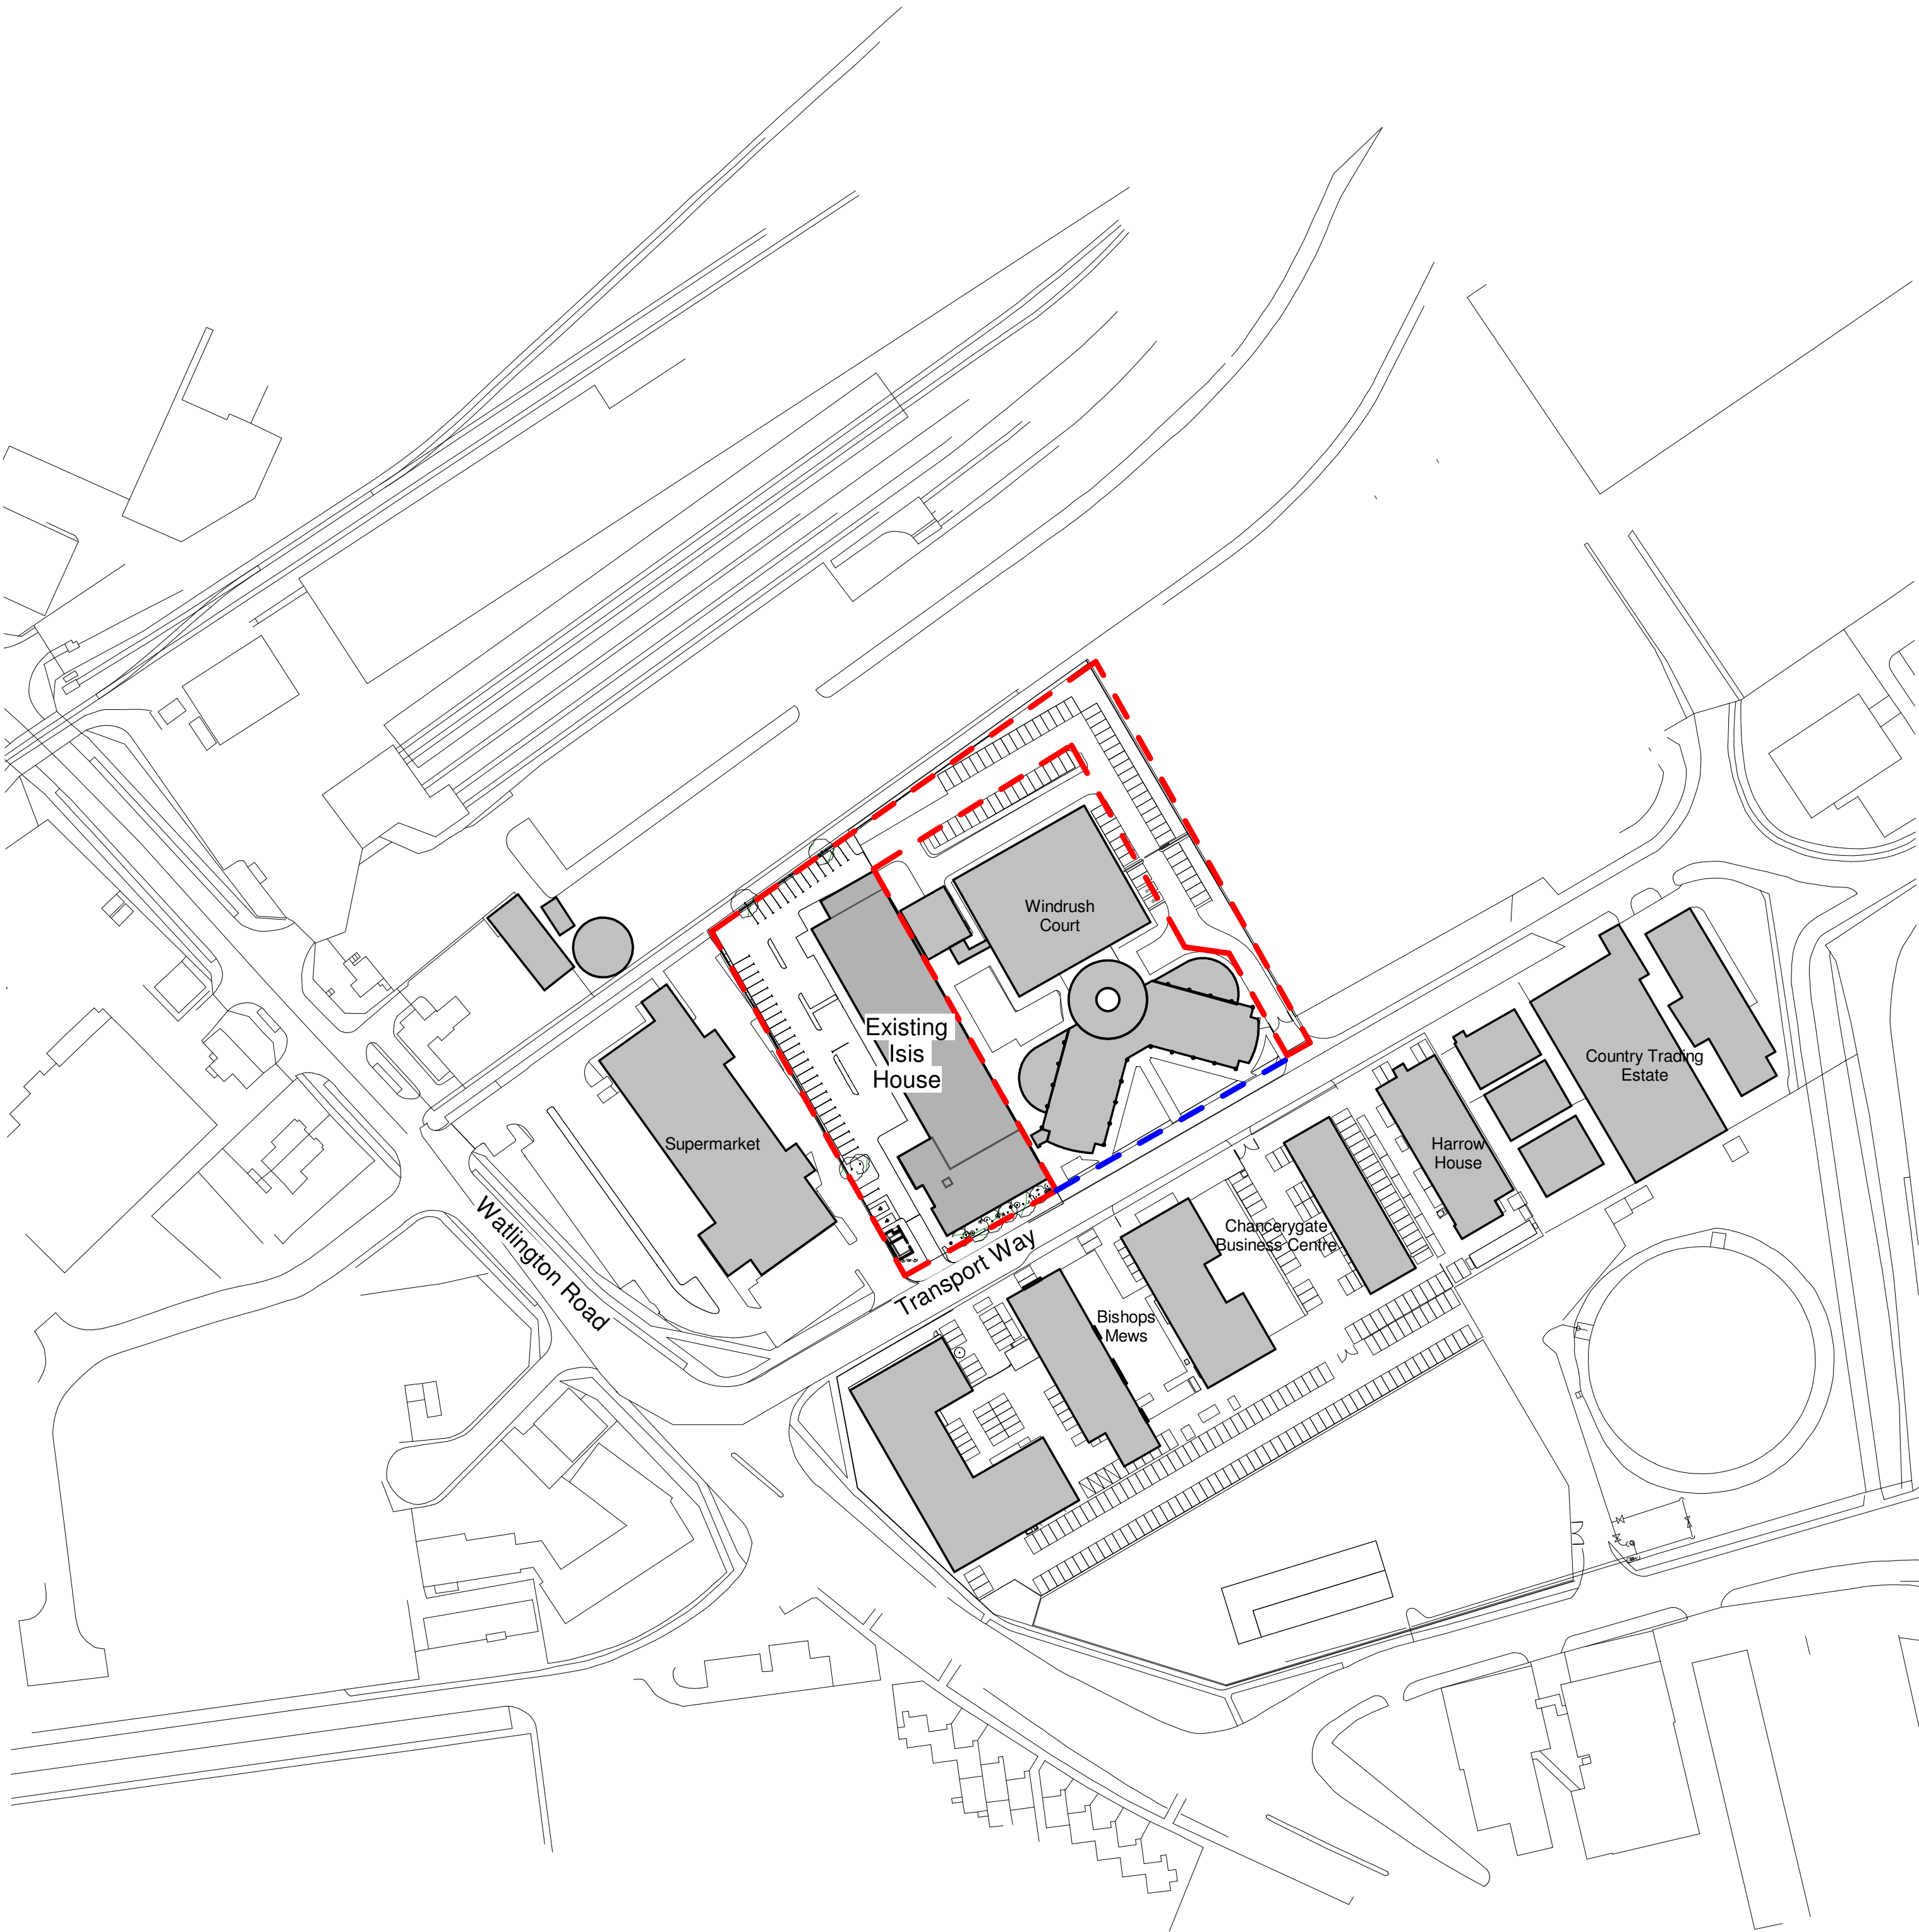 Windrush
Court
Existing
Isis
House
Supermarket
Country Trading
Estate
Harrow
House
Watlington Road
Transport Way
Chancerygate
Business Centre
Bishops
Mews